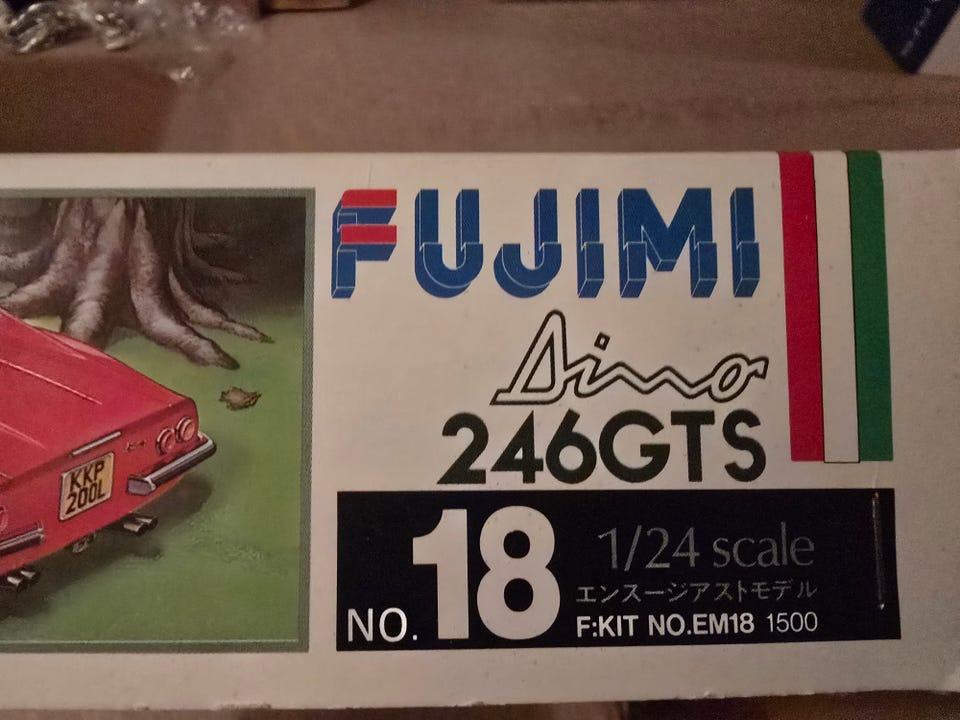 FUJIMI
Dino
246GTS
NO. 18
1/24 scale
エンスージアストモデル
F:KIT NO.EM18 1500
KKP
200L